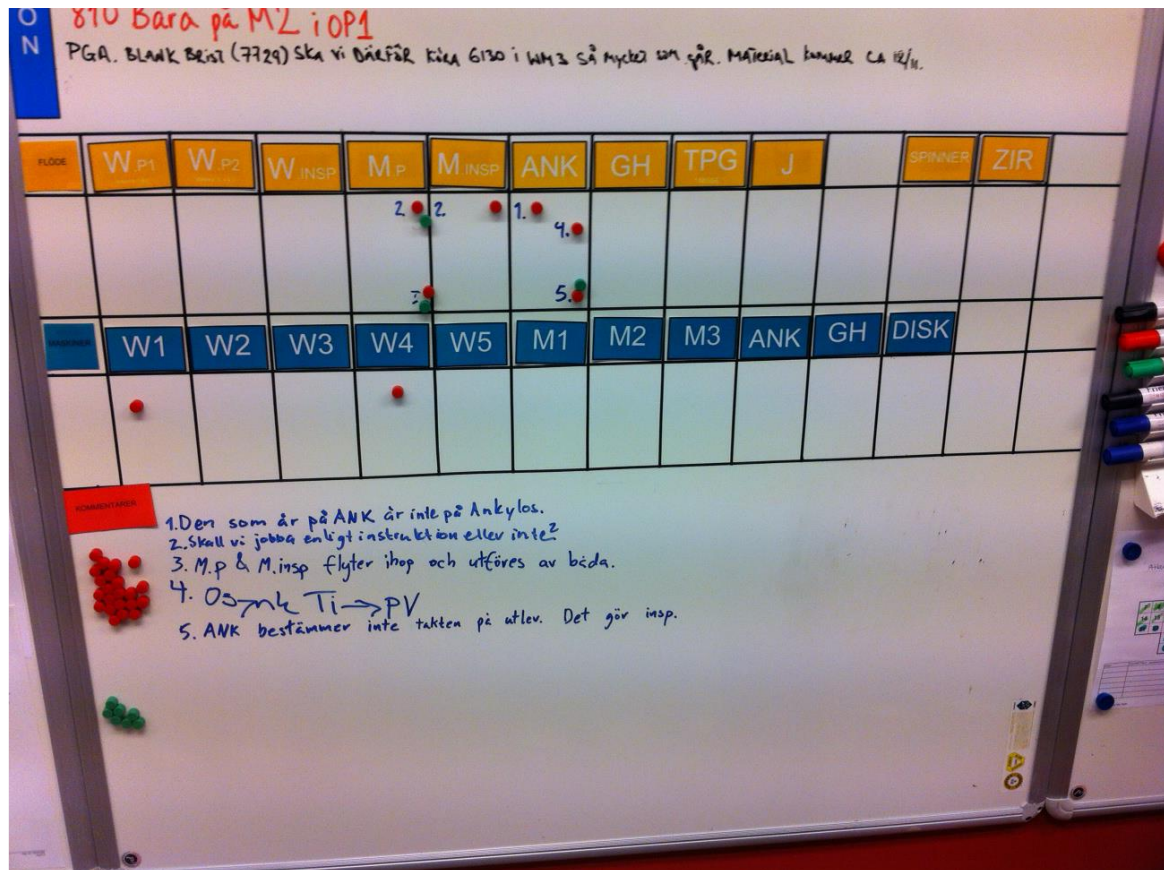 ON
870 Bara på M2 i OP1
PGA. BLANK BRIST (7729) SKA vi DÄRFÖR KÖRA 6130 i WM3 Så mycket som går. MATERIAL kommer ca 12/11.
FLÖDE W.P1 W.P2 W.INSP M P M.INSP ANK GH TPG J SPINNER ZIR
2. 2. 1.
4.
3 5.
MASKINER W1 W2 W3 W4 W5 M1 M2 M3 ANK GH DISK
KOMMENTARER
1.Den som är på ANK är inte på Ankylos.
2.Skall vi jobba enligt instruktion eller inte?
3. M.p & M.insp flyter ihop och utföres av båda.
4. Osynk Ti→PV
5. ANK bestämmer inte takten på utlev. Det gör insp.